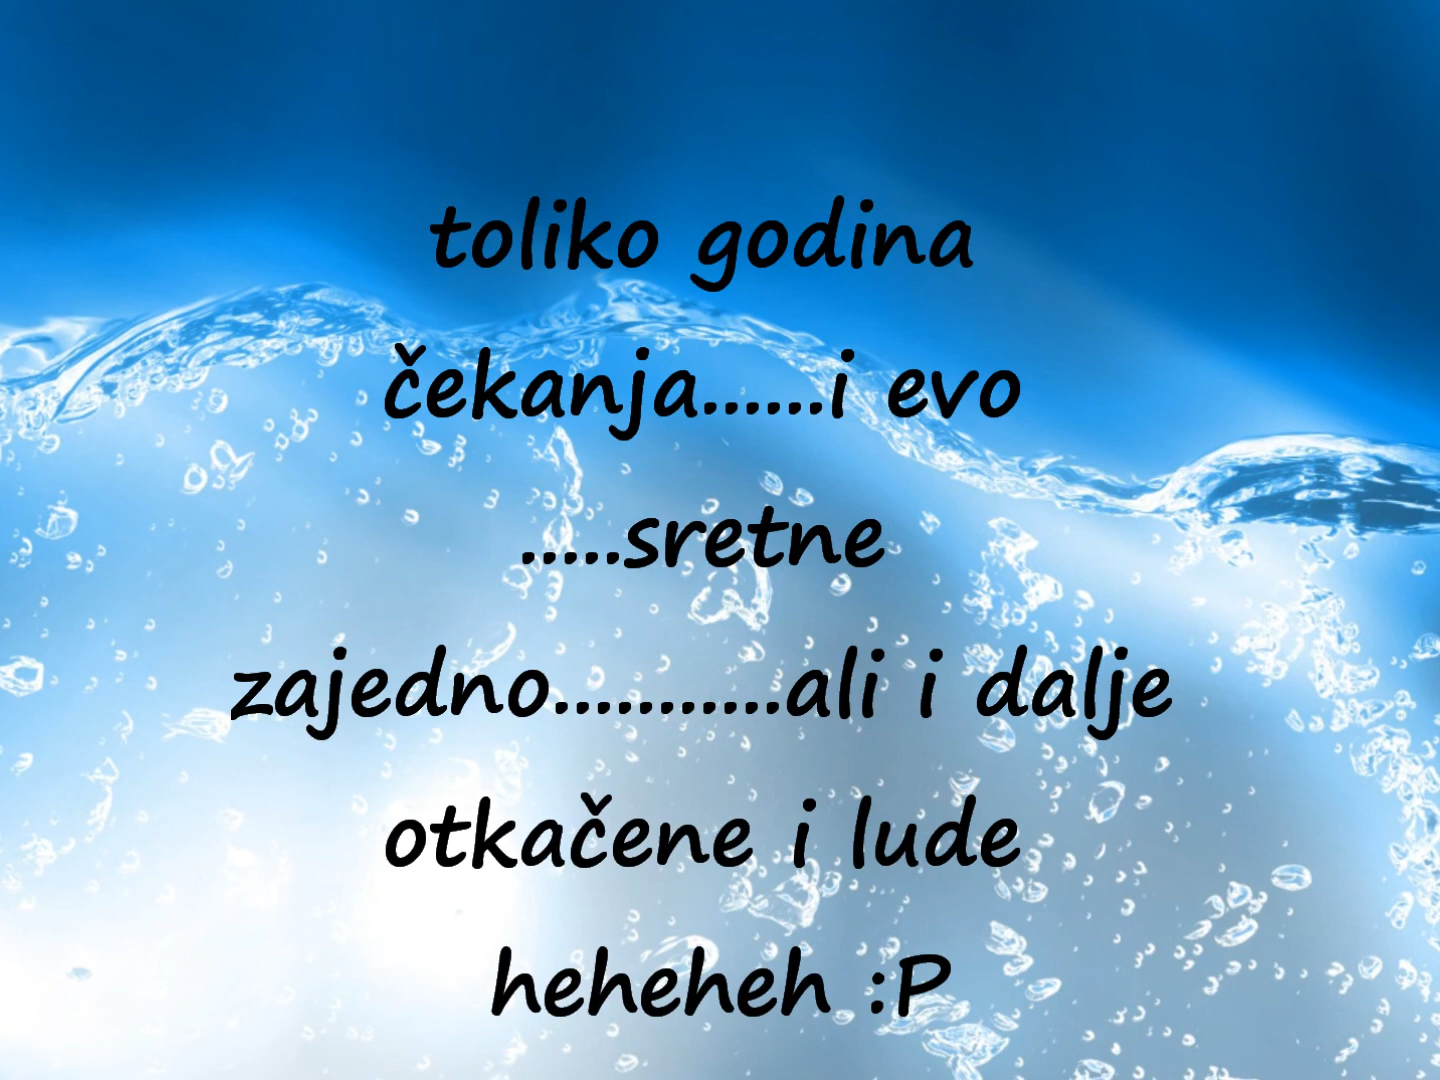 toliko godina
čekanja......i evo
.....sretne
zajedno...........ali i dalje
otkačene i lude
heheheh :P